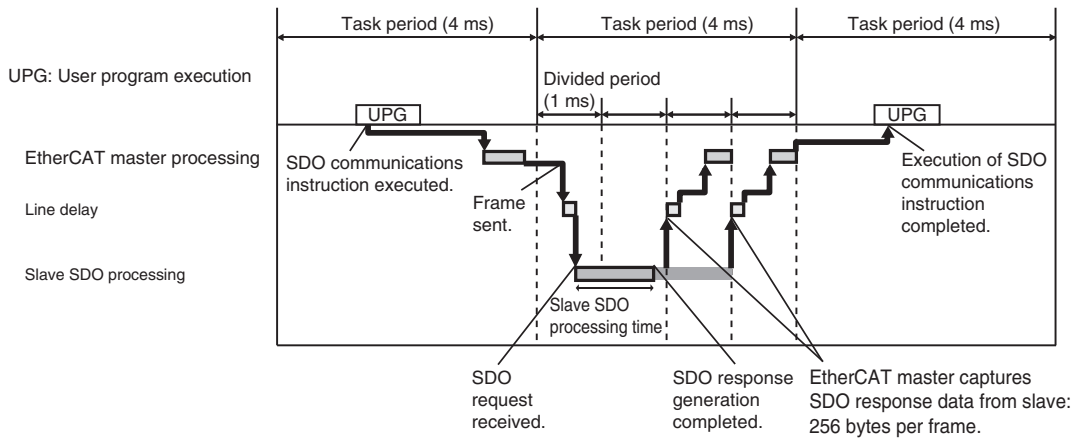 Task period (4 ms) Task period (4 ms) Task period (4 ms)
UPG: User program execution
Divided period
(1 ms)
UPG UPG
EtherCAT master processing
SDO communications
instruction executed.
Execution of SDO
communications
instruction
completed.
Frame
sent.
Line delay
Slave SDO processing
Slave SDO
processing time
SDO
request
received.
SDO response
generation
completed.
EtherCAT master captures
SDO response data from slave:
256 bytes per frame.